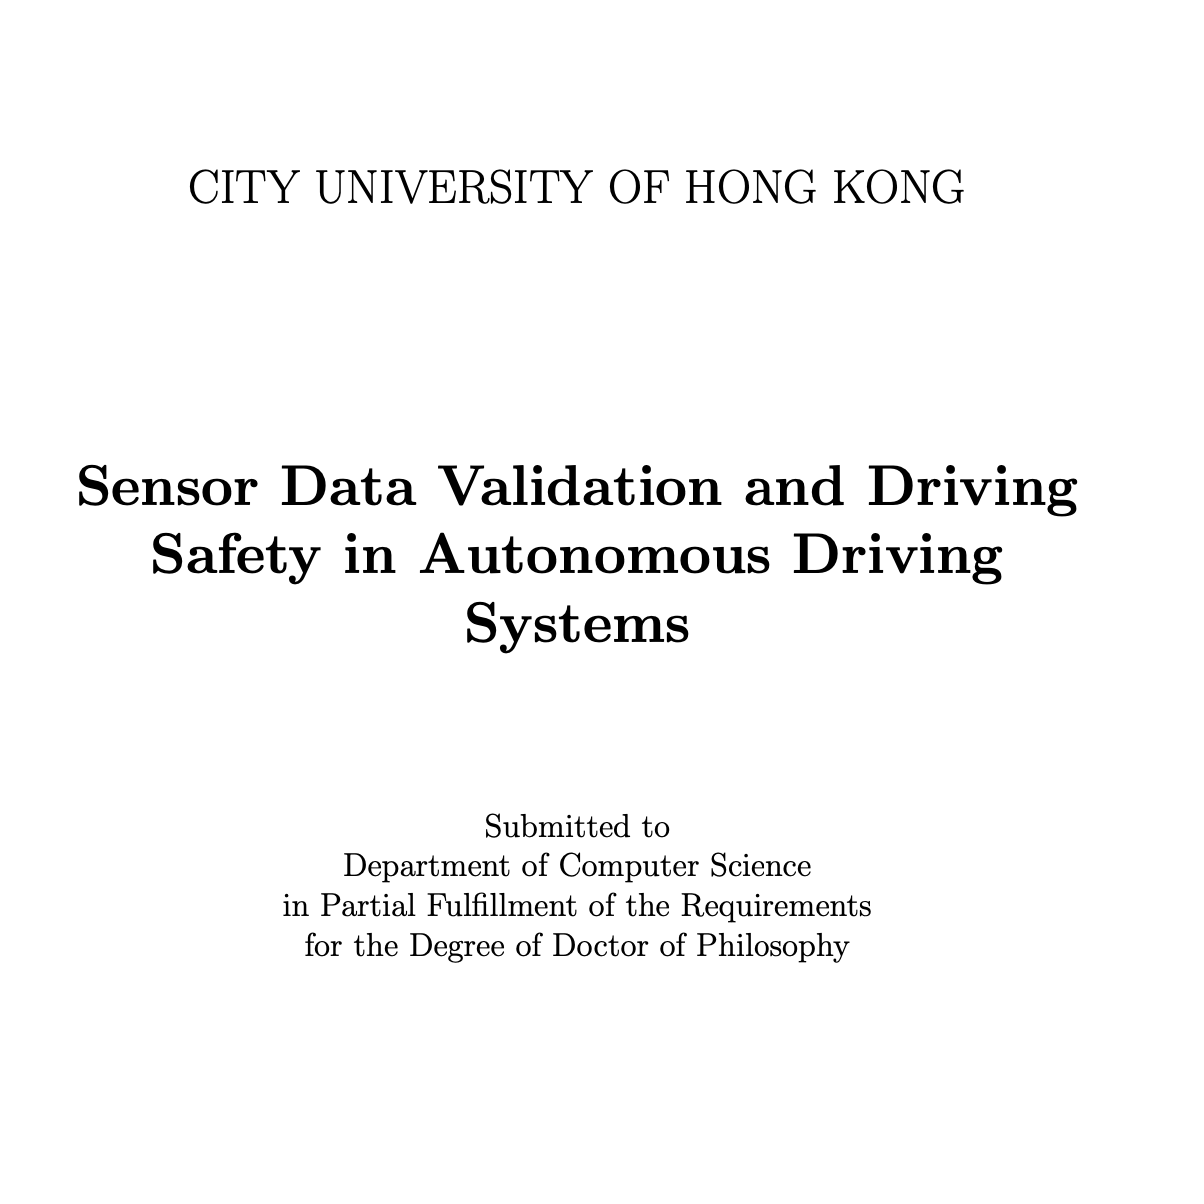 CITY UNIVERSITY OF HONG KONG
Sensor Data Validation and Driving
Safety in Autonomous Driving
Systems
Submitted to
Department of Computer Science
in Partial Fulfillment of the Requirements
for the Degree of Doctor of Philosophy